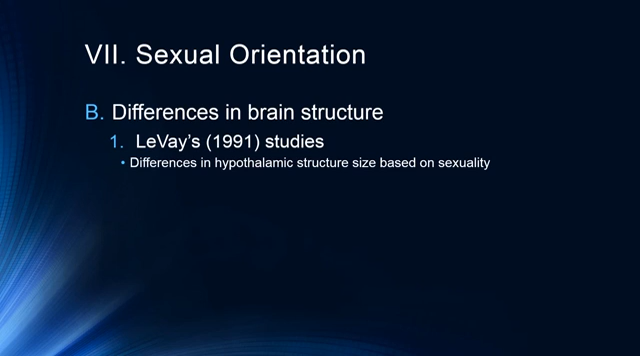 VII. Sexual Orientation
B. Differences in brain structure
1. LeVay's (1991) studies
• Differences in hypothalamic structure size based on sexuality